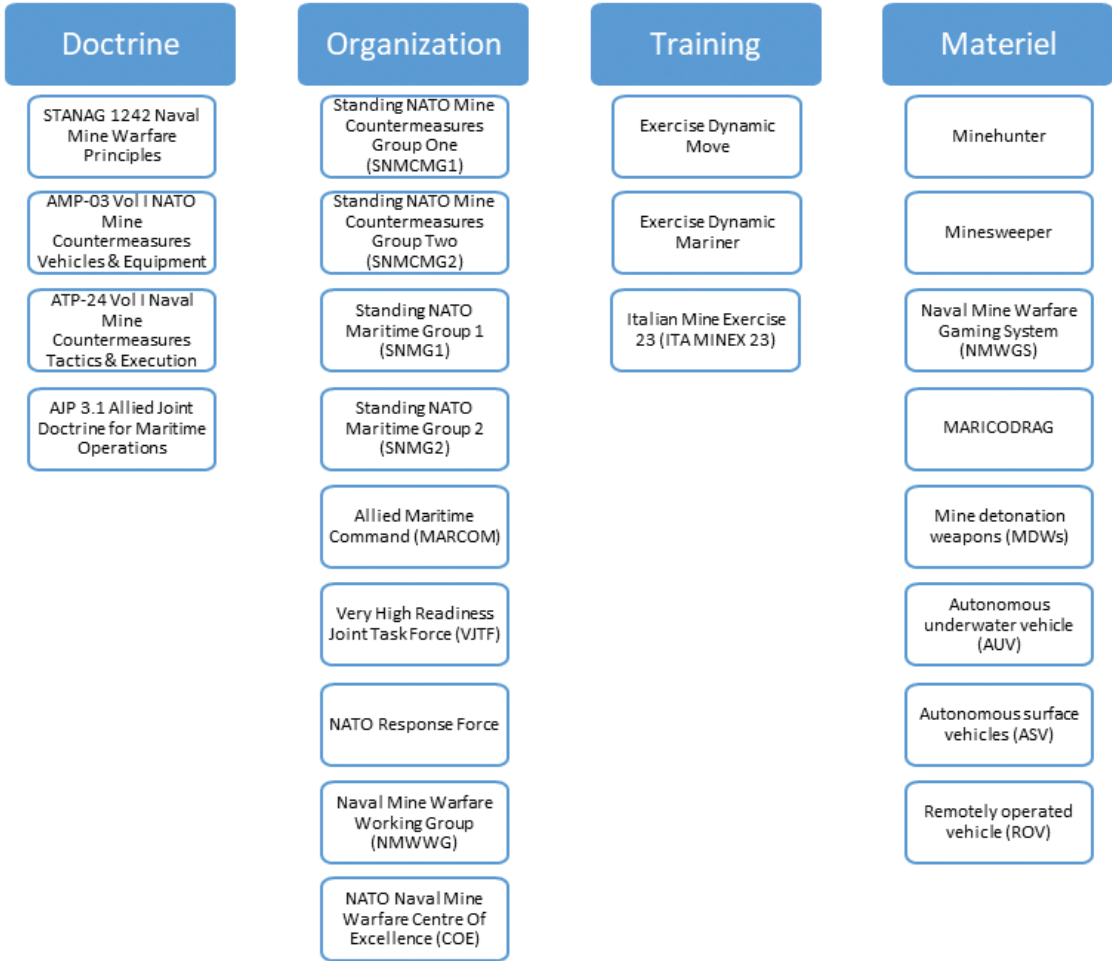 Doctrine
STANAG 1242 Naval
Mine Warfare
Principles
AMP-03 Vol I NATO
Mine
Countermeasures
Vehicles & Equipment
ATP-24 Vol I Naval
Mine
Countermeasures
Tactics & Execution
AJP 3.1 Allied Joint
Doctrine for Maritime
Operations
Organization
Standing NATO Mine
Countermeasures
Group One
(SNMCMG1)
Standing NATO Mine
Countermeasures
Group Two
(SNMCMG2)
Standing NATO
Maritime Group 1
(SNMG1)
Standing NATO
Maritime Group 2
(SNMG2)
Allied Maritime
Command (MARCOM)
Very High Readiness
Joint Task Force (VJTF)
NATO Response Force
Naval Mine Warfare
Working Group
(NMWWG)
NATO Naval Mine
Warfare Centre Of
Excellence (COE)
Training
Exercise Dynamic
Move
Exercise Dynamic
Mariner
Italian Mine Exercise
23 (ITA MINEX 23)
Materiel
Minehunter
Minesweeper
Naval Mine Warfare
Gaming System
(NMWGS)
MARICODRAG
Mine detonation
weapons (MDWs)
Autonomous
underwater vehicle
(AUV)
Autonomous surface
vehicles (ASV)
Remotely operated
vehicle (ROV)